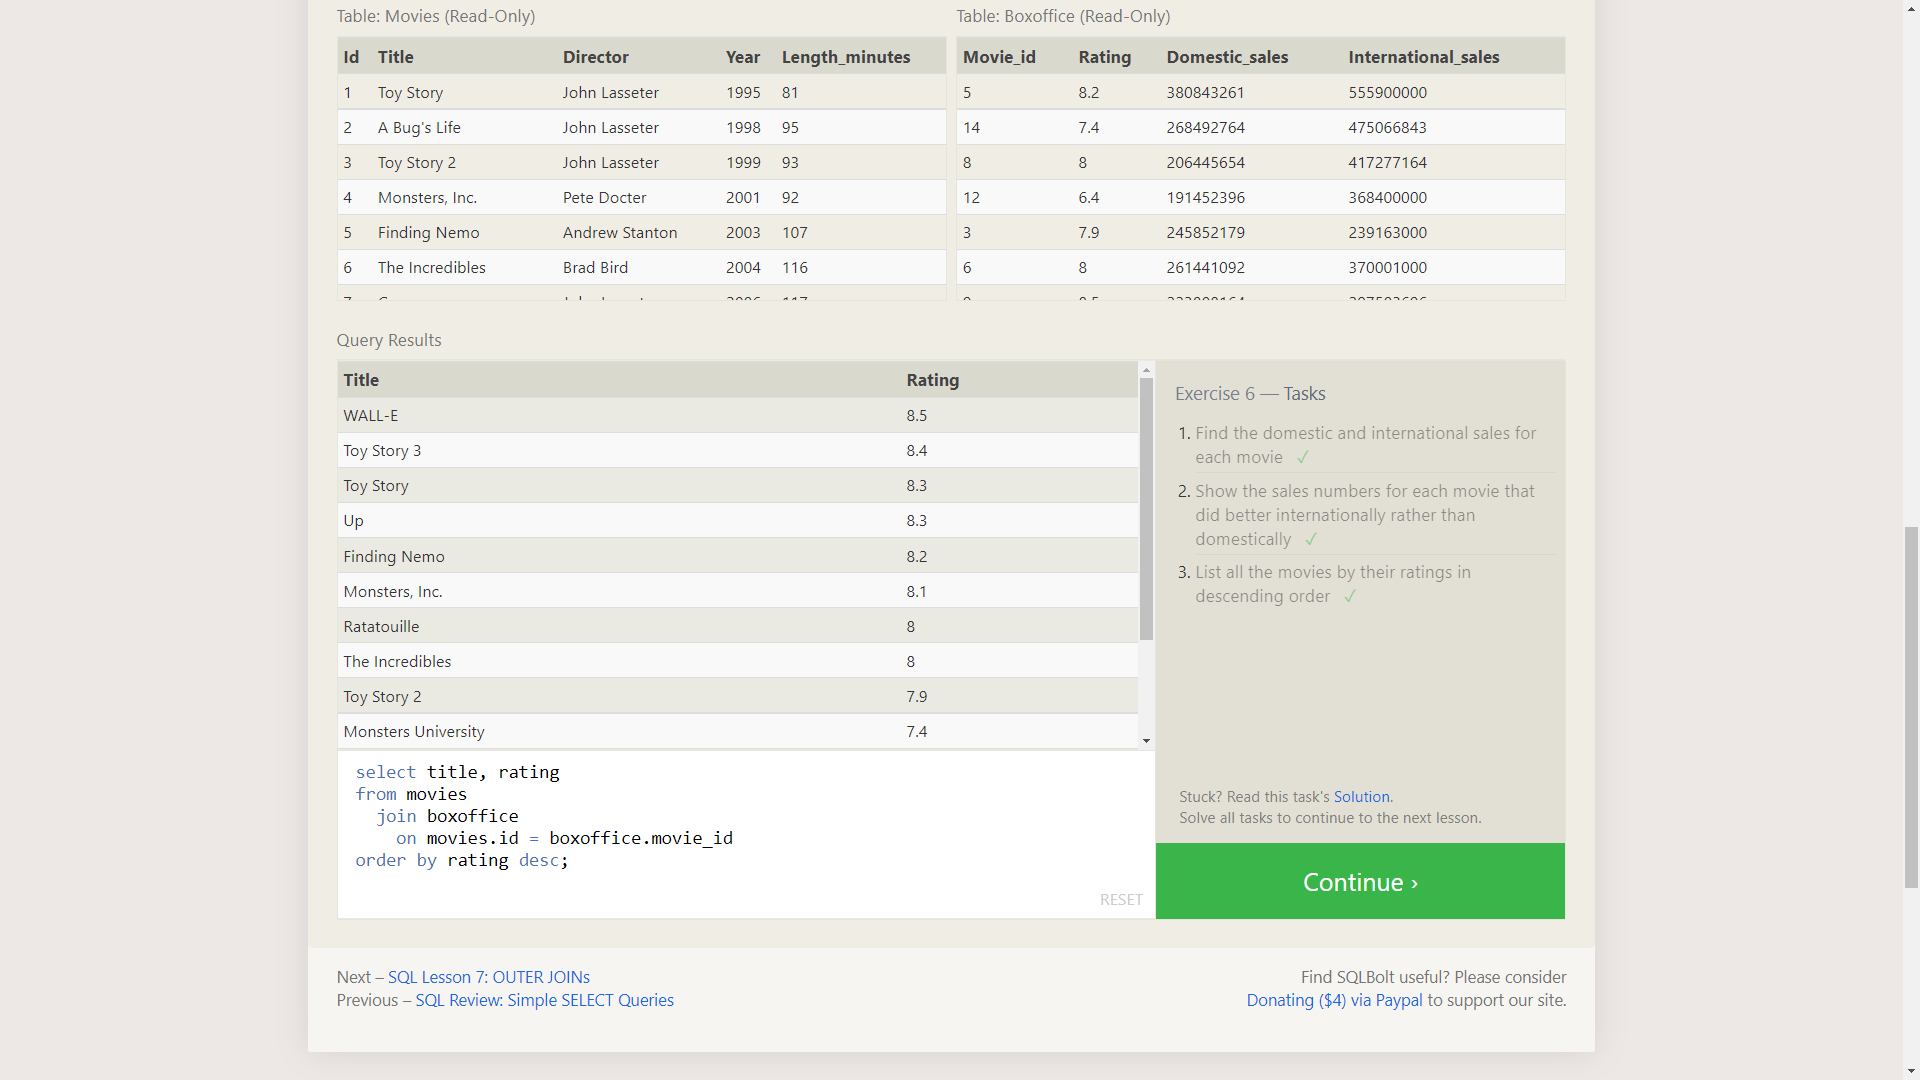 Table: Movies (Read-Only)
Id Title Director Year Length_minutes
1 Toy Story John Lasseter 1995 81
2 A Bug's Life John Lasseter 1998 95
3 Toy Story 2 John Lasseter 1999 93
4 Monsters, Inc. Pete Docter 2001 92
5 Finding Nemo Andrew Stanton 2003 107
6 The Incredibles Brad Bird 2004 116
Table: Boxoffice (Read-Only)
Movie_id Rating Domestic_sales International_sales
5 8.2 380843261 555900000
14 7.4 268492764 475066843
8 8 206445654 417277164
12 6.4 191452396 368400000
3 7.9 245852179 239163000
6 8 261441092 370001000
Query Results
Title Rating
WALL-E 8.5
Toy Story 3 8.4
Toy Story 8.3
Up 8.3
Finding Nemo 8.2
Monsters, Inc. 8.1
Ratatouille 8
The Incredibles 8
Toy Story 2 7.9
Monsters University 7.4
select title, rating
from movies
join boxoffice
on movies.id = boxoffice.movie_id
order by rating desc;
RESET
Exercise 6 — Tasks
1. Find the domestic and international sales for
each movie ✓
2. Show the sales numbers for each movie that
did better internationally rather than
domestically ✓
3. List all the movies by their ratings in
descending order ✓
Stuck? Read this task's Solution.
Solve all tasks to continue to the next lesson.
Continue ›
Next – SQL Lesson 7: OUTER JOINs
Previous – SQL Review: Simple SELECT Queries
Find SQLBolt useful? Please consider
Donating ($4) via Paypal to support our site.